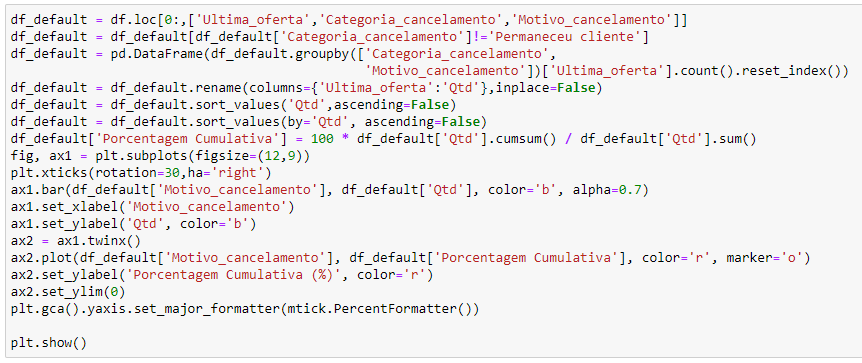 df_default = df.loc[0:,['Ultima_oferta','Categoria_cancelamento','Motivo_cancelamento']]
df_default = df_default[df_default['Categoria_cancelamento']!='Permaneceu cliente']
df_default = pd.DataFrame(df_default.groupby(['Categoria_cancelamento',
                                              'Motivo_cancelamento'])['Ultima_oferta'].count().reset_index())
df_default = df_default.rename(columns={'Ultima_oferta':'Qtd'},inplace=False)
df_default = df_default.sort_values('Qtd',ascending=False)
df_default = df_default.sort_values(by='Qtd', ascending=False)
df_default['Porcentagem Cumulativa'] = 100 * df_default['Qtd'].cumsum() / df_default['Qtd'].sum()
fig, ax1 = plt.subplots(figsize=(12,9))
plt.xticks(rotation=30,ha='right')
ax1.bar(df_default['Motivo_cancelamento'], df_default['Qtd'], color='b', alpha=0.7)
ax1.set_xlabel('Motivo_cancelamento')
ax1.set_ylabel('Qtd', color='b')
ax2 = ax1.twinx()
ax2.plot(df_default['Motivo_cancelamento'], df_default['Porcentagem Cumulativa'], color='r', marker='o')
ax2.set_ylabel('Porcentagem Cumulativa (%)', color='r')
ax2.set_ylim(0)
plt.gca().yaxis.set_major_formatter(mtick.PercentFormatter())
plt.show()